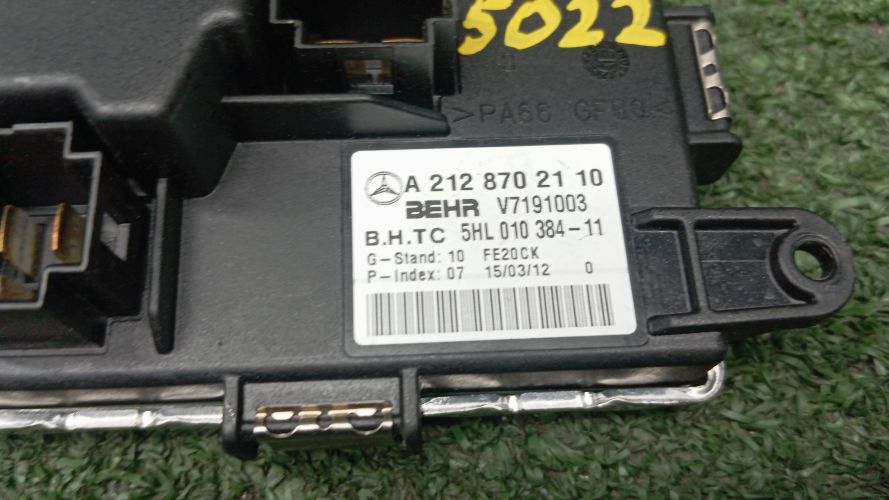 5022
>PA66 GF50<
A 212 870 21 10
BEHR V7191003
B.H.TC 5HL 010 384-11
G-Stand: 10 FE20CK
P-Index: 07 15/03/12 0